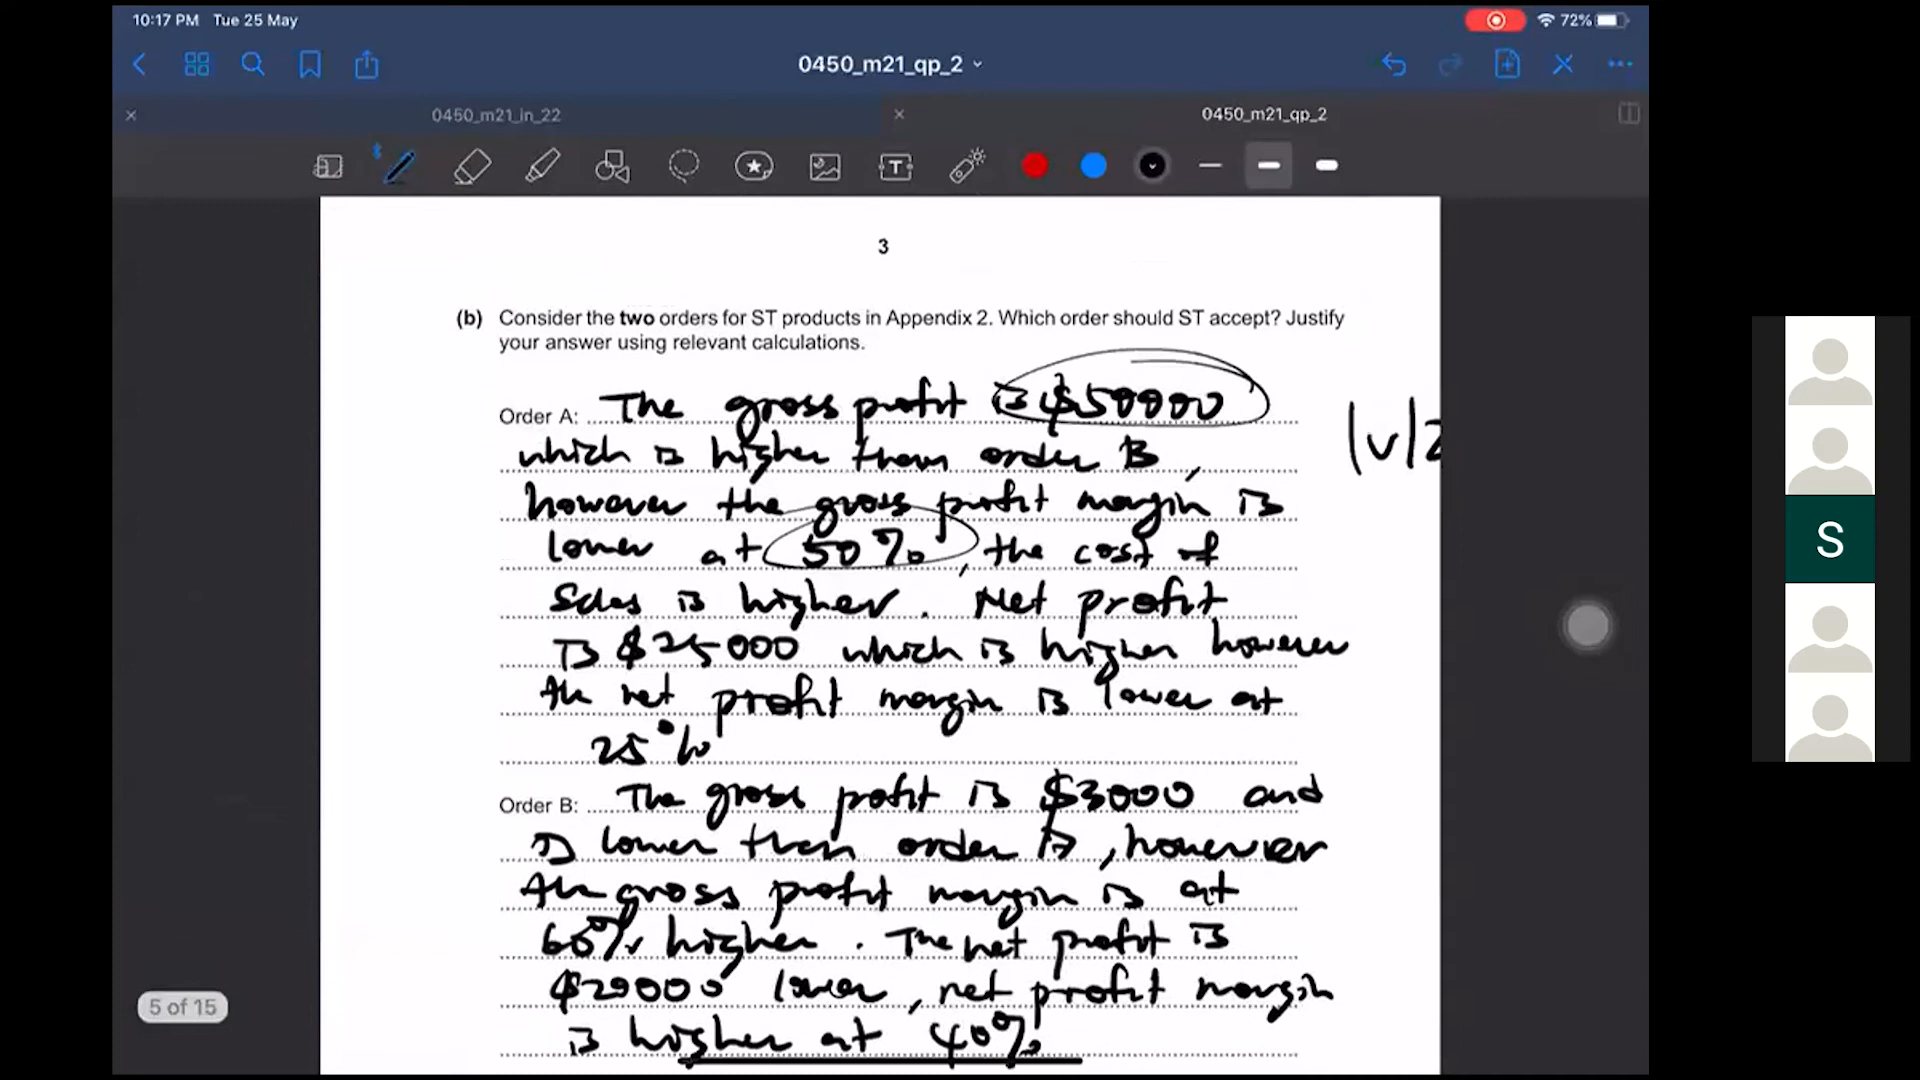 10:17 PM Tue 25 May
72%
0450_m21_qp_2
0450_m21_in_22
0450_m21_qp_2
3
(b) Consider the two orders for ST products in Appendix 2. Which order should ST accept? Justify
your answer using relevant calculations.
Order A: The gross profit is $50000
which is higher than order B,
however the gross profit margin is
lower at 50%, the cost of
Sales is higher. Net profit
is $25000 which is higher however
the net profit margin is lower at
25%
Order B: The gross profit is $3000 and
is lower than order A, however
the gross profit margin is at
60% higher. The net profit is
$20000 lower, net profit margin
is higher at 40%
5 of 15
S